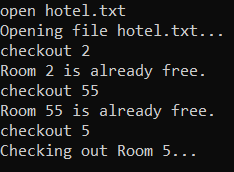 open hotel.txt
Opening file hotel.txt...
checkout 2
Room 2 is already free.
checkout 55
Room 55 is already free.
checkout 5
Checking out Room 5...